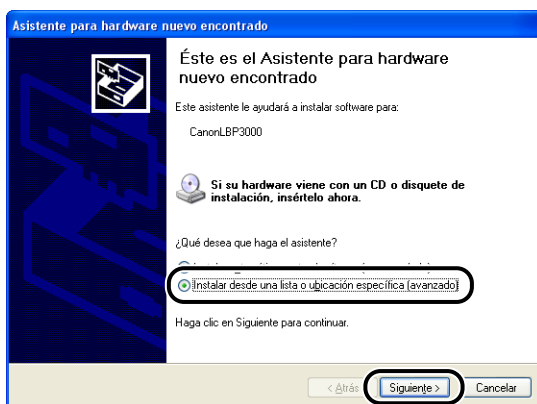 Asistente para hardware nuevo encontrado
Éste es el Asistente para hardware
nuevo encontrado
Este asistente le ayudará a instalar software para:
CanonLBP3000
Si su hardware viene con un CD o disquete de
instalación, insértelo ahora.
¿Qué desea que haga el asistente?
Instalar desde una lista o ubicación específica (avanzado)
Haga clic en Siguiente para continuar.
< Atrás
Siguiente >
Cancelar